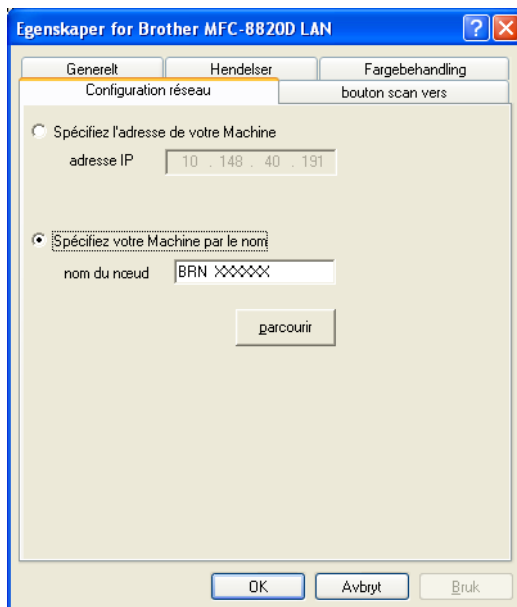 Egenskaper for Brother MFC-8820D LAN
Generelt Hendelser Fargebehandling
Configuration réseau bouton scan vers
Spécifiez l'adresse de votre Machine
adresse IP 10 . 148 . 40 . 191
Spécifiez votre Machine par le nom
nom du nœud BRN XXXXXX
parcourir
OK Avbryt Bruk